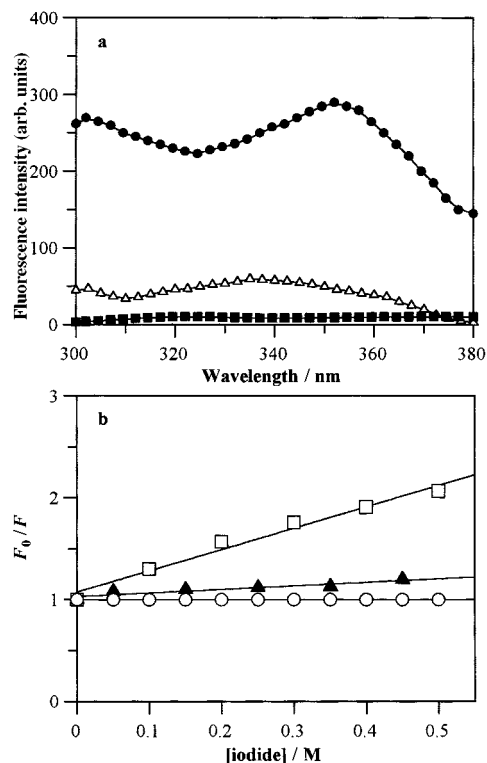 400
a
300
200
100
0
Fluorescence intensity (arb. units)
300 320 340 360 380
Wavelength / nm
3
b
2
1
0
F₀ / F
0 0.1 0.2 0.3 0.4 0.5
[iodide] / M